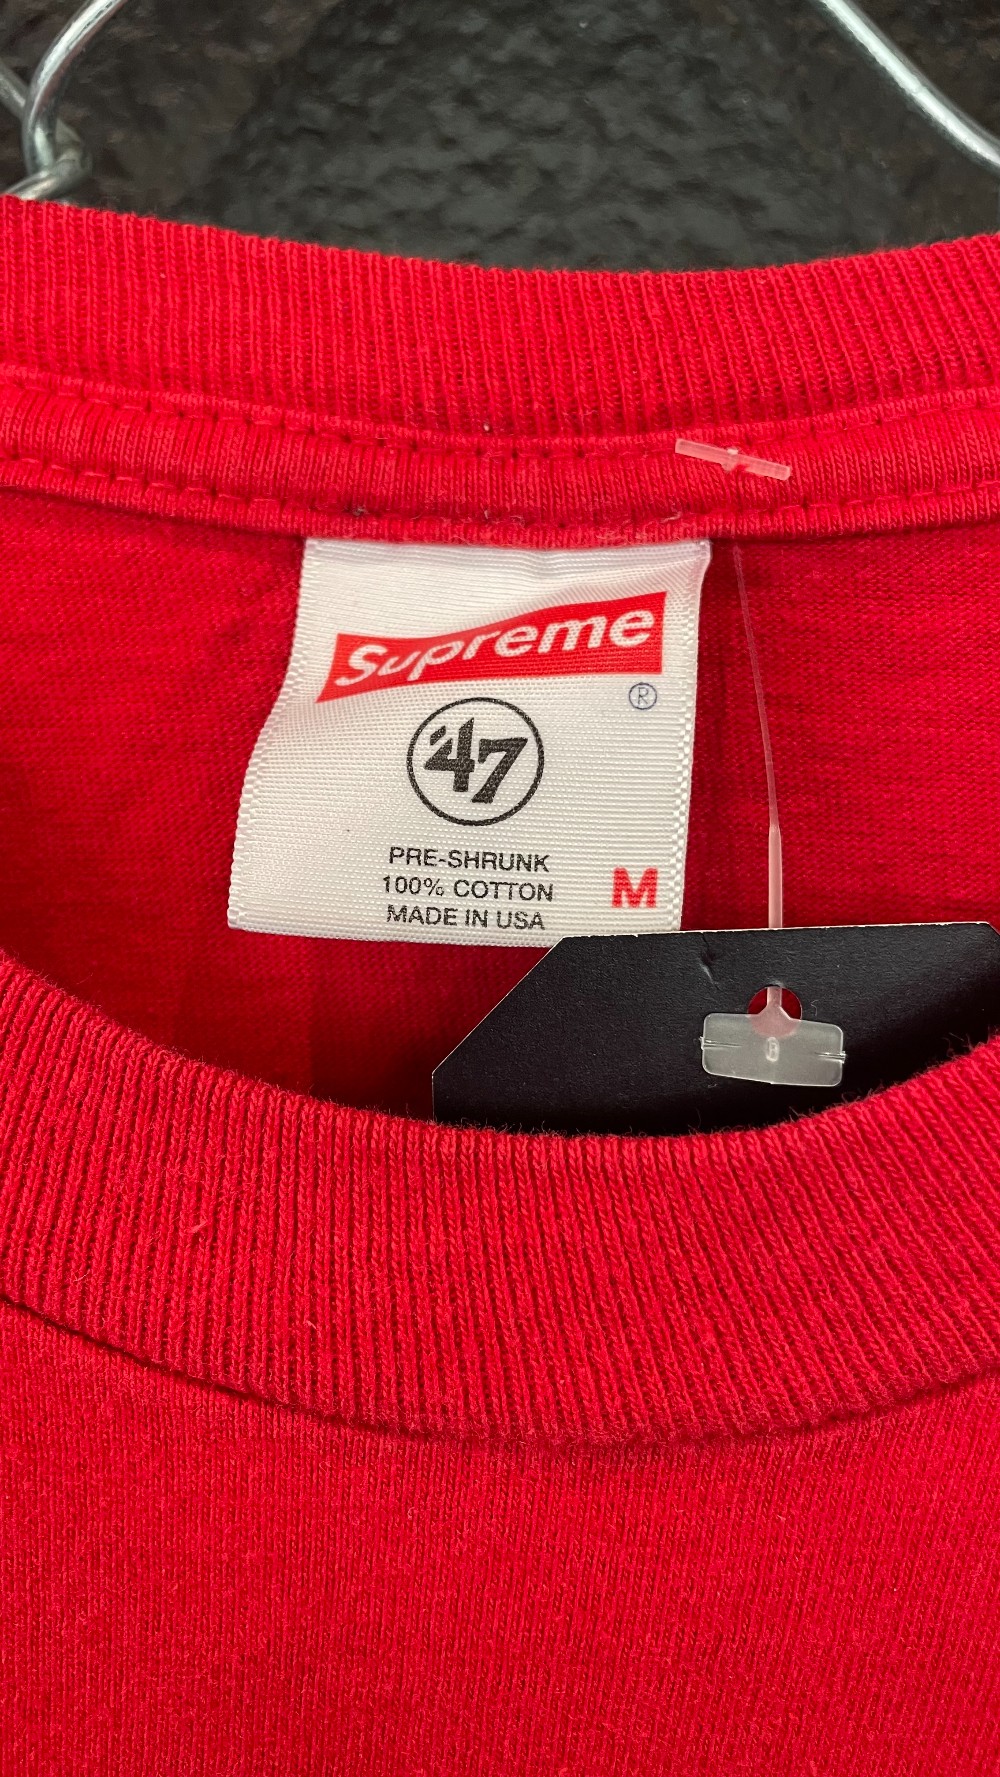 Supreme
®
'47
PRE-SHRUNK
100% COTTON
MADE IN USA
M